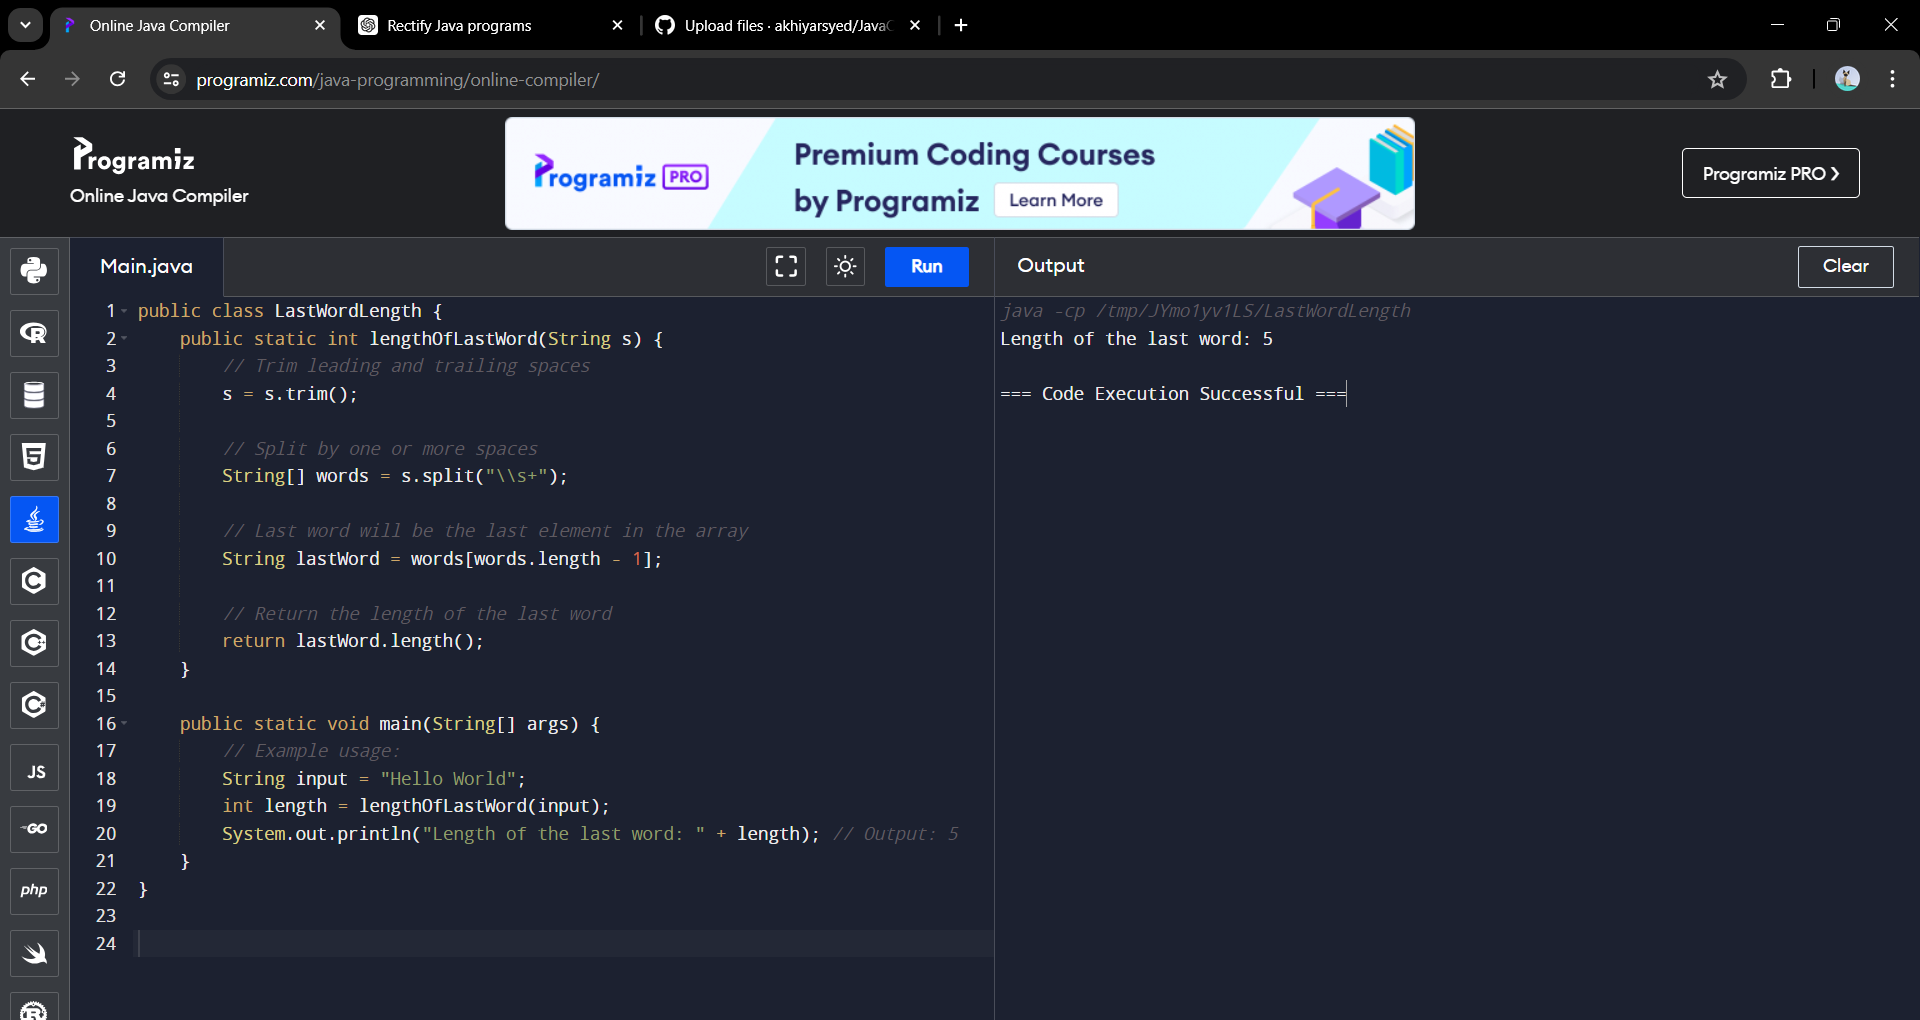 Online Java Compiler
Rectify Java programs
Upload files · akhiyarsyed/Java
programiz.com/java-programming/online-compiler/
Programiz
Online Java Compiler
Programiz PRO
Premium Coding Courses
by Programiz
Learn More
Programiz PRO
Main.java
Run
Output
Clear
1 public class LastWordLength {
2 public static int lengthOfLastWord(String s) {
3 // Trim leading and trailing spaces
4 s = s.trim();
5
6 // Split by one or more spaces
7 String[] words = s.split("\\s+");
8
9 // Last word will be the last element in the array
10 String lastWord = words[words.length - 1];
11
12 // Return the length of the last word
13 return lastWord.length();
14 }
15
16 public static void main(String[] args) {
17 // Example usage:
18 String input = "Hello World";
19 int length = lengthOfLastWord(input);
20 System.out.println("Length of the last word: " + length); // Output: 5
21 }
22 }
23
24
java -cp /tmp/JYmo1yv1LS/LastWordLength
Length of the last word: 5
=== Code Execution Successful ===
R
5
C
C
C
JS
GO
php
R